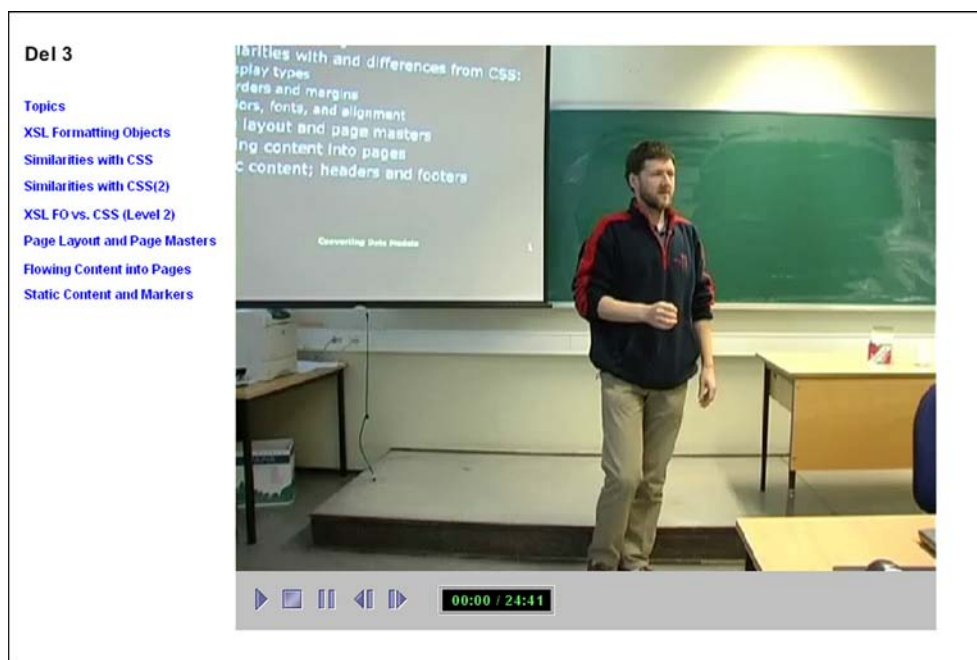 Del 3
Topics
XSL Formatting Objects
Similarities with CSS
Similarities with CSS(2)
XSL FO vs. CSS (Level 2)
Page Layout and Page Masters
Flowing Content into Pages
Static Content and Markers
larities with and differences from CSS:
splay types
rders and margins
lors, fonts, and alignment
layout and page masters
ing content into pages
c content; headers and footers
Converting Data Models
1
00:00 / 24:41